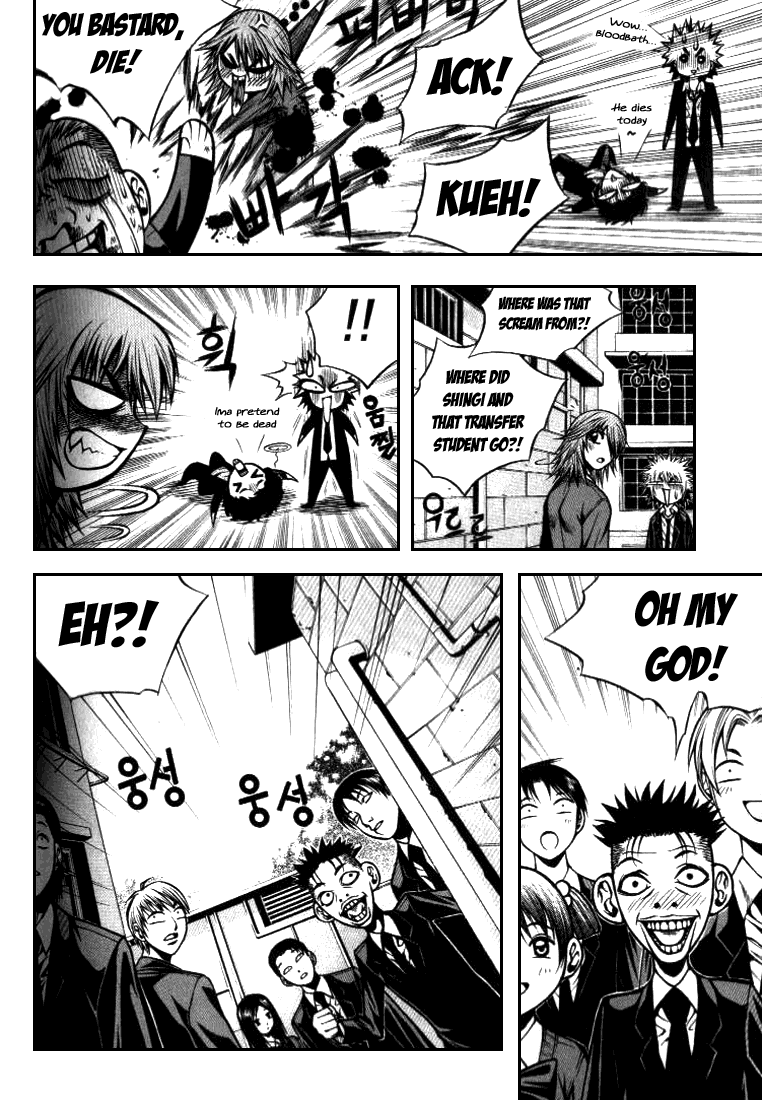 YOU BASTARD,
DIE!
퍼버벅
ACK!
Wow...
BloodBath...
He dies
today
~
빠각
KUEH!
!!
헉
Ima pretend
to be dead
움찔
WHERE WAS THAT
SCREAM FROM?!
WHERE DID
SHINGI AND
THAT TRANSFER
STUDENT GO?!
웅성
웅성
우르르
EH?!
웅성
웅성
OH MY
GOD!